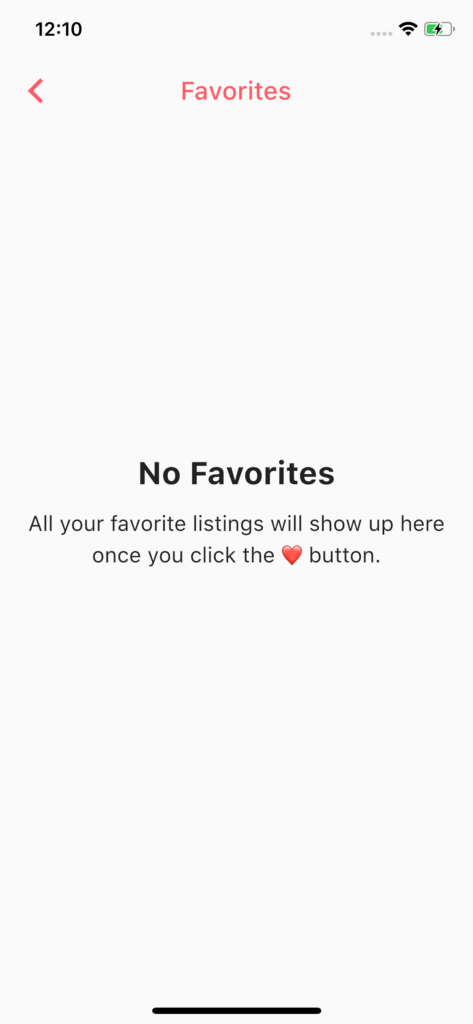 12:10
Favorites
No Favorites
All your favorite listings will show up here
once you click the ❤️ button.